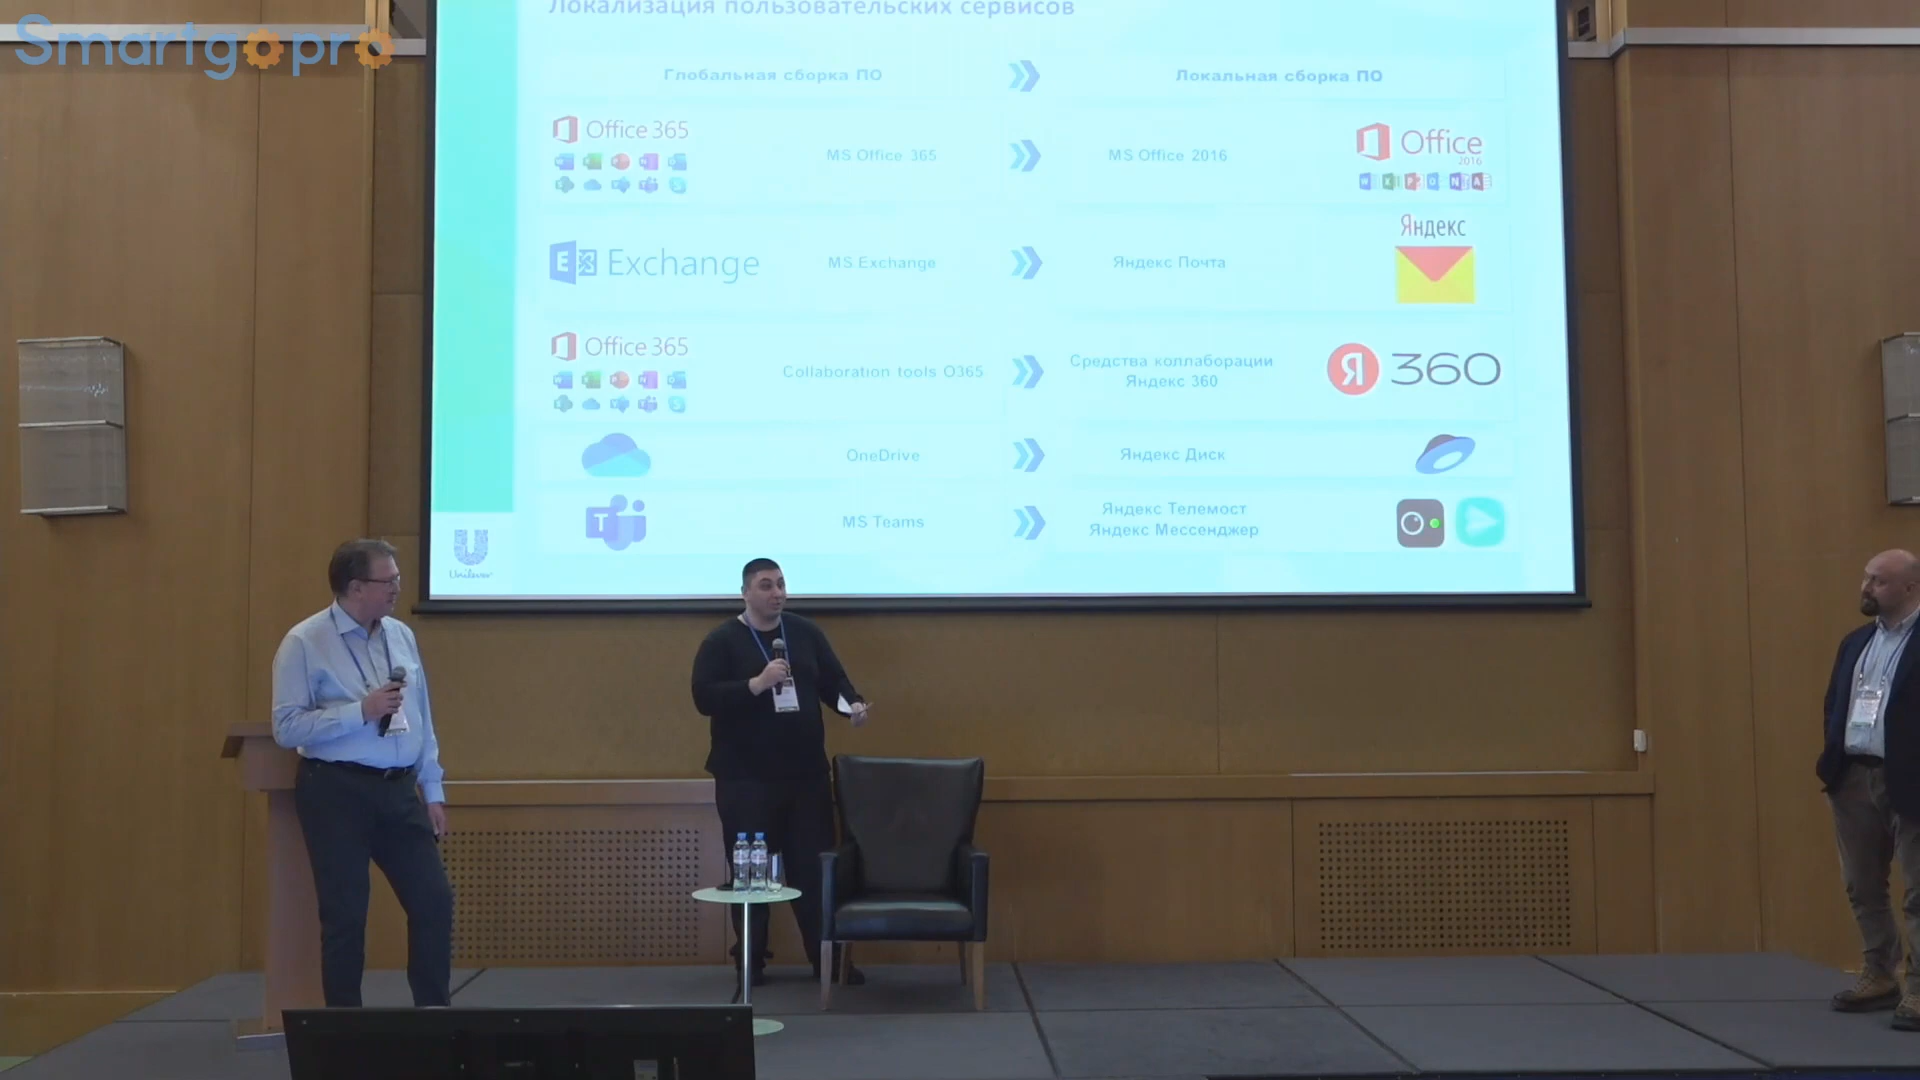 Smartgopro
Локализация пользовательских сервисов
Глобальная сборка ПО
Локальная сборка ПО
Office 365
MS Office 365
MS Office 2016
Office
2016
Exchange
MS Exchange
Яндекс Почта
Яндекс
Office 365
Collaboration tools O365
Средства коллаборации
Яндекс 360
Я 360
OneDrive
Яндекс Диск
MS Teams
Яндекс Телемост
Яндекс Мессенджер
Unilever